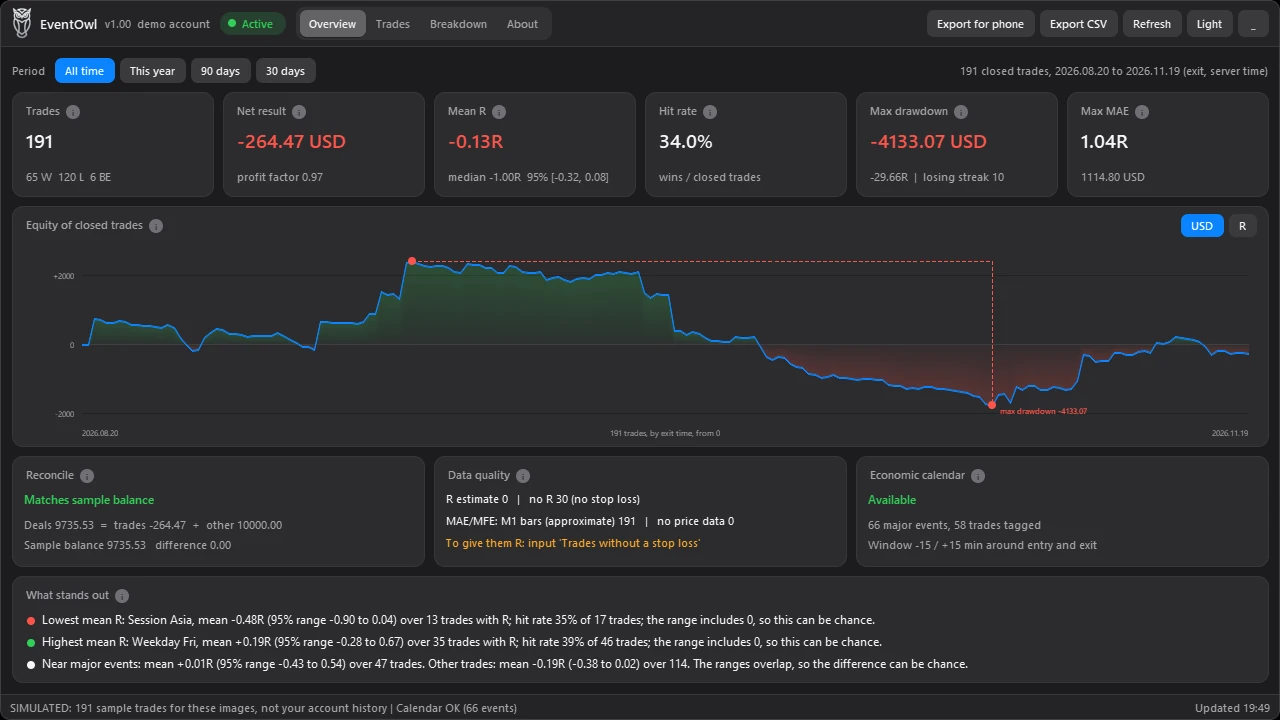 EventOwl v1.00 demo account Active Overview Trades Breakdown About Export for phone Export CSV Refresh Light _
Period All time This year 90 days 30 days 191 closed trades, 2026.08.20 to 2026.11.19 (exit, server time)
Trades i Net result i Mean R i Hit rate i Max drawdown i Max MAE i
191 -264.47 USD -0.13R 34.0% -4133.07 USD 1.04R
65 W 120 L 6 BE profit factor 0.97 median -1.00R 95% [-0.32, 0.08] wins / closed trades -29.66R | losing streak 10 1114.80 USD
Equity of closed trades i USD R
+2000
0
-2000
max drawdown -4133.07
2026.08.20 191 trades, by exit time, from 0 2026.11.19
Reconcile i
Matches sample balance
Deals 9735.53 = trades -264.47 + other 10000.00
Sample balance 9735.53 difference 0.00
Data quality i
R estimate 0 | no R 30 (no stop loss)
MAE/MFE: M1 bars (approximate) 191 | no price data 0
To give them R: input 'Trades without a stop loss'
Economic calendar i
Available
66 major events, 58 trades tagged
Window -15 / +15 min around entry and exit
What stands out i
Lowest mean R: Session Asia, mean -0.48R (95% range -0.90 to 0.04) over 13 trades with R; hit rate 35% of 17 trades; the range includes 0, so this can be chance.
Highest mean R: Weekday Fri, mean +0.19R (95% range -0.28 to 0.67) over 35 trades with R; hit rate 39% of 46 trades; the range includes 0, so this can be chance.
Near major events: mean +0.01R (95% range -0.43 to 0.54) over 47 trades. Other trades: mean -0.19R (-0.38 to 0.02) over 114. The ranges overlap, so the difference can be chance.
SIMULATED: 191 sample trades for these images, not your account history | Calendar OK (66 events) Updated 19:49